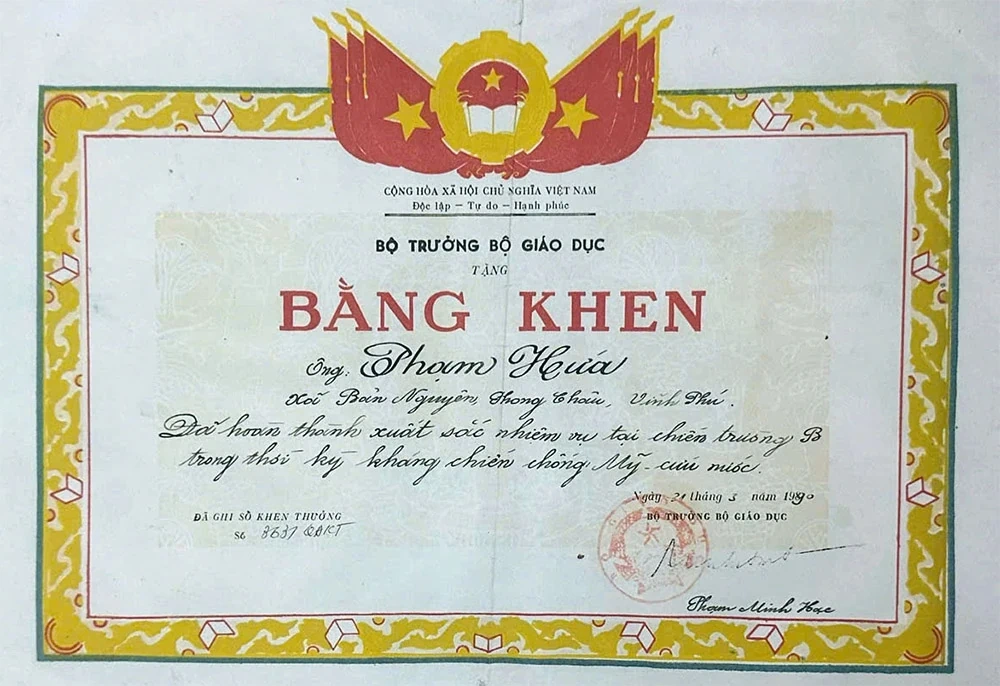 CỘNG HÒA XÃ HỘI CHỦ NGHĨA VIỆT NAM
Độc lập – Tự do – Hạnh phúc
BỘ TRƯỞNG BỘ GIÁO DỤC
TẶNG
BẰNG KHEN
Ông: Phạm Hứa
Xã Bản Nguyên, Phong Châu, Vĩnh Phú.
Đã hoàn thành xuất sắc nhiệm vụ tại chiến trường B
trong thời kỳ kháng chiến chống Mỹ - cứu nước.
Ngày 21 tháng 3 năm 1990
ĐÃ GHI SỔ KHEN THƯỞNG
Số 3637 QĐKT
BỘ TRƯỞNG BỘ GIÁO DỤC
Phạm Minh Hạc